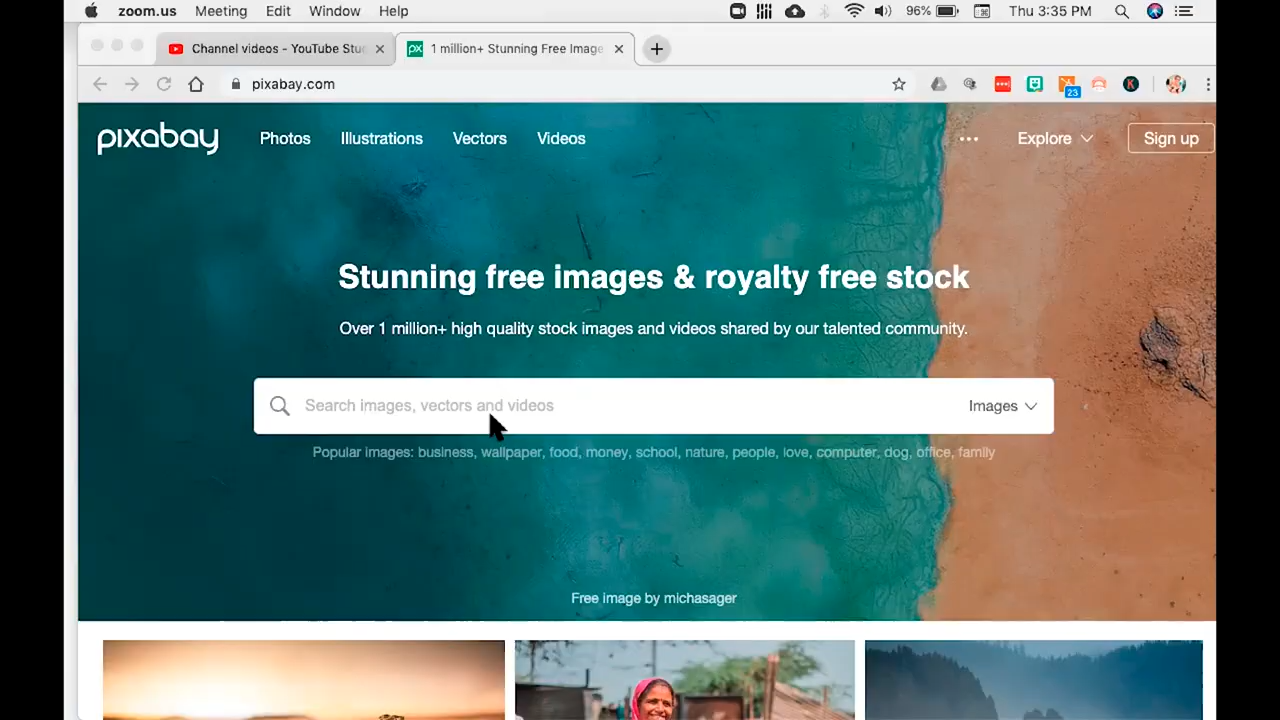 zoom.us Meeting Edit Window Help 96% Thu 3:35 PM
Channel videos - YouTube Stu 1 million+ Stunning Free Image
pixabay.com 23 K
pixabay Photos Illustrations Vectors Videos Explore Sign up
Stunning free images & royalty free stock
Over 1 million+ high quality stock images and videos shared by our talented community.
Search images, vectors and videos Images
Popular images: business, wallpaper, food, money, school, nature, people, love, computer, dog, office, family
Free image by michasager